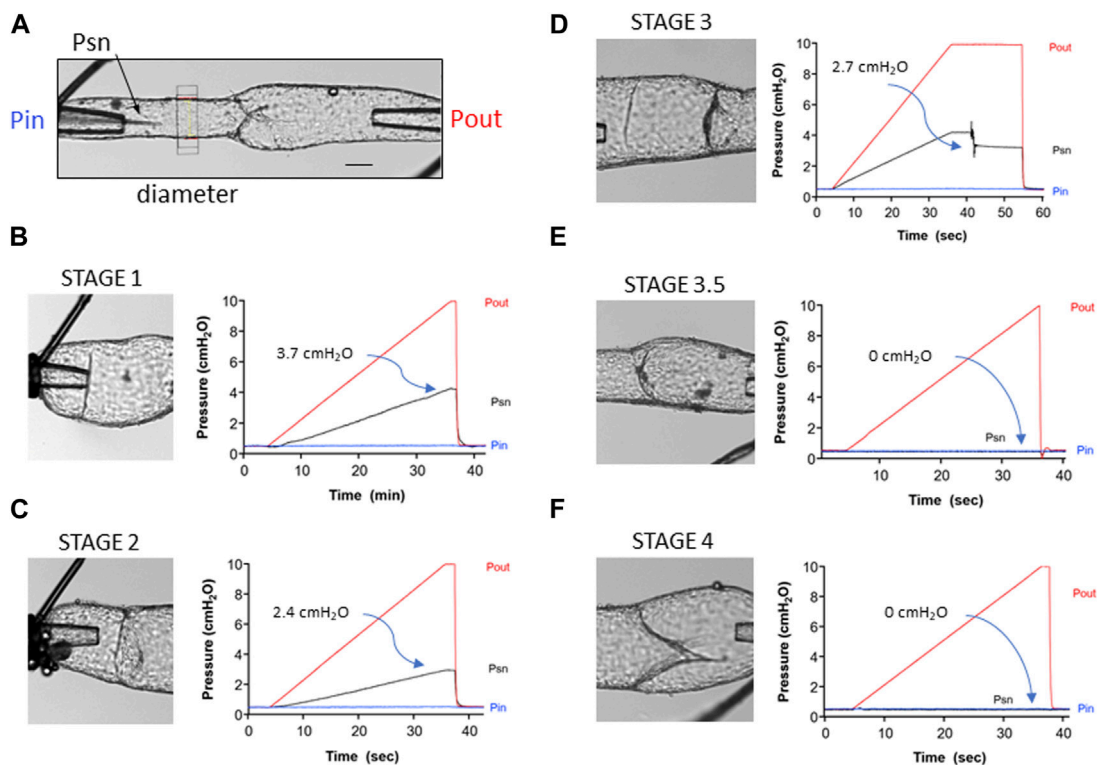 A
Psn
Pin
Pout
diameter
B
STAGE 1
Pressure (cmH2O)
10
8
6
4
2
0
3.7 cmH2O
Pout
Psn
Pin
0 10 20 30 40
Time (min)
C
STAGE 2
Pressure (cmH2O)
10
8
6
4
2
0
2.4 cmH2O
Pout
Psn
Pin
0 10 20 30 40
Time (sec)
D
STAGE 3
Pressure (cmH2O)
10
8
6
4
2
0
2.7 cmH2O
Pout
Psn
Pin
0 10 20 30 40 50 60
Time (sec)
E
STAGE 3.5
Pressure (cmH2O)
10
8
6
4
2
0
0 cmH2O
Pout
Psn
Pin
10 20 30 40
Time (sec)
F
STAGE 4
Pressure (cmH2O)
10
8
6
4
2
0
0 cmH2O
Pout
Psn
Pin
0 10 20 30 40
Time (sec)